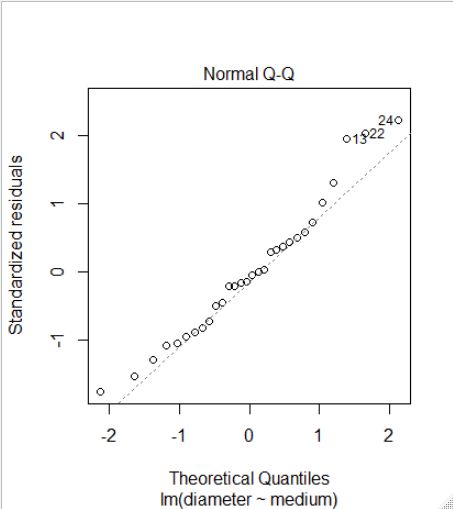 Normal Q-Q
Standardized residuals
2
1
0
-1
24
22
13
-2 -1 0 1 2
Theoretical Quantiles
lm(diameter ~ medium)